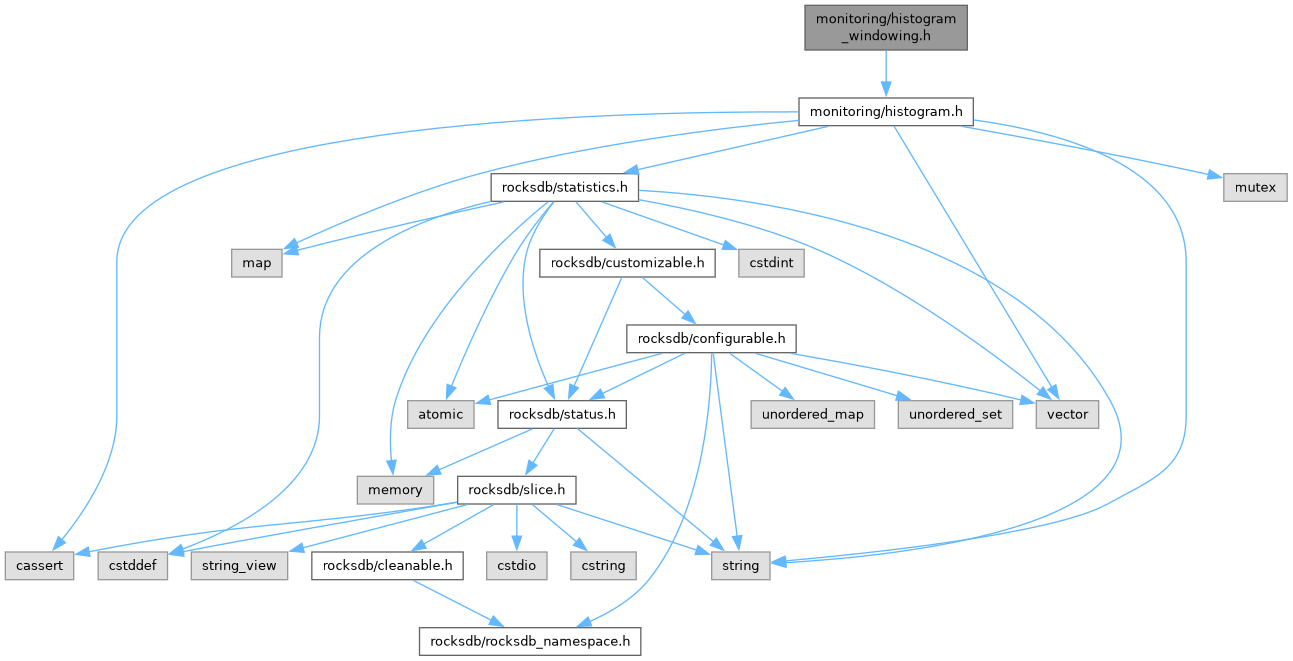 monitoring/histogram
_windowing.h
monitoring/histogram.h
rocksdb/statistics.h
mutex
map
rocksdb/customizable.h
cstdint
rocksdb/configurable.h
atomic
rocksdb/status.h
unordered_map
unordered_set
vector
memory
rocksdb/slice.h
cassert
cstddef
string_view
rocksdb/cleanable.h
cstdio
cstring
string
rocksdb/rocksdb_namespace.h